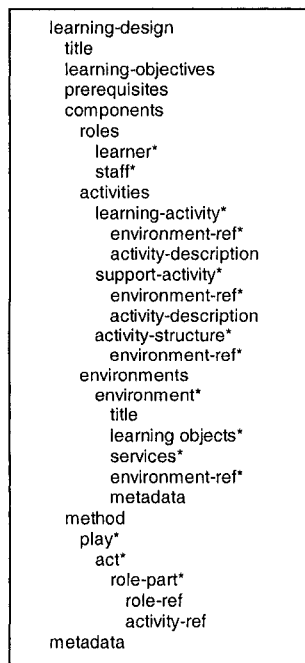 learning-design
title
learning-objectives
prerequisites
components
roles
learner*
staff*
activities
learning-activity*
environment-ref*
activity-description
support-activity*
environment-ref*
activity-description
activity-structure*
environment-ref*
environments
environment*
title
learning objects*
services*
environment-ref*
metadata
method
play*
act*
role-part*
role-ref
activity-ref
metadata